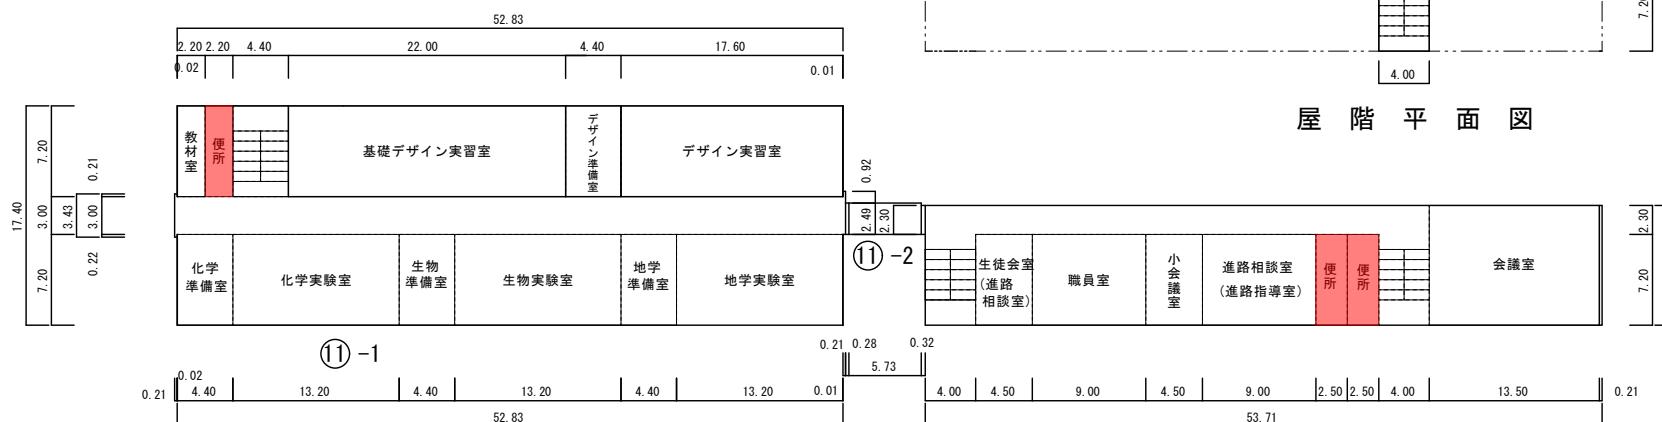 52.83
2.20 2.20 4.40 22.00 4.40 17.60
0.02 0.01
7.20
4.00
屋階平面図
教材室
便所
基礎デザイン実習室
デザイン準備室
デザイン実習室
17.40
7.20
3.00
7.20
3.43
0.21
3.00
0.22
0.92
2.49
2.30
⑪-2
化学
準備室
化学実験室
生物
準備室
生物実験室
地学
準備室
地学実験室
生徒会室
(進路
相談室)
職員室
小会議室
進路相談室
(進路指導室)
便所
便所
会議室
2.30
7.20
⑪-1
0.21 0.28 0.32
5.73
0.21
0.02
4.40 13.20 4.40 13.20 4.40 13.20 0.01
52.83
4.00 4.50 9.00 4.50 9.00 2.50 2.50 4.00 13.50 0.21
53.71